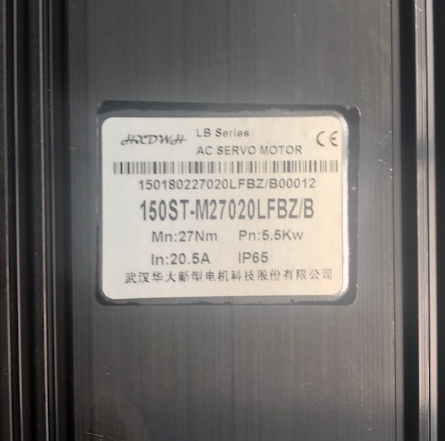 HXDWH
LB Series
AC SERVO MOTOR
CE
150180227020LFBZ/B00012
150ST-M27020LFBZ/B
Mn:27Nm Pn:5.5Kw
In:20.5A IP65
武汉华大新型电机科技股份有限公司